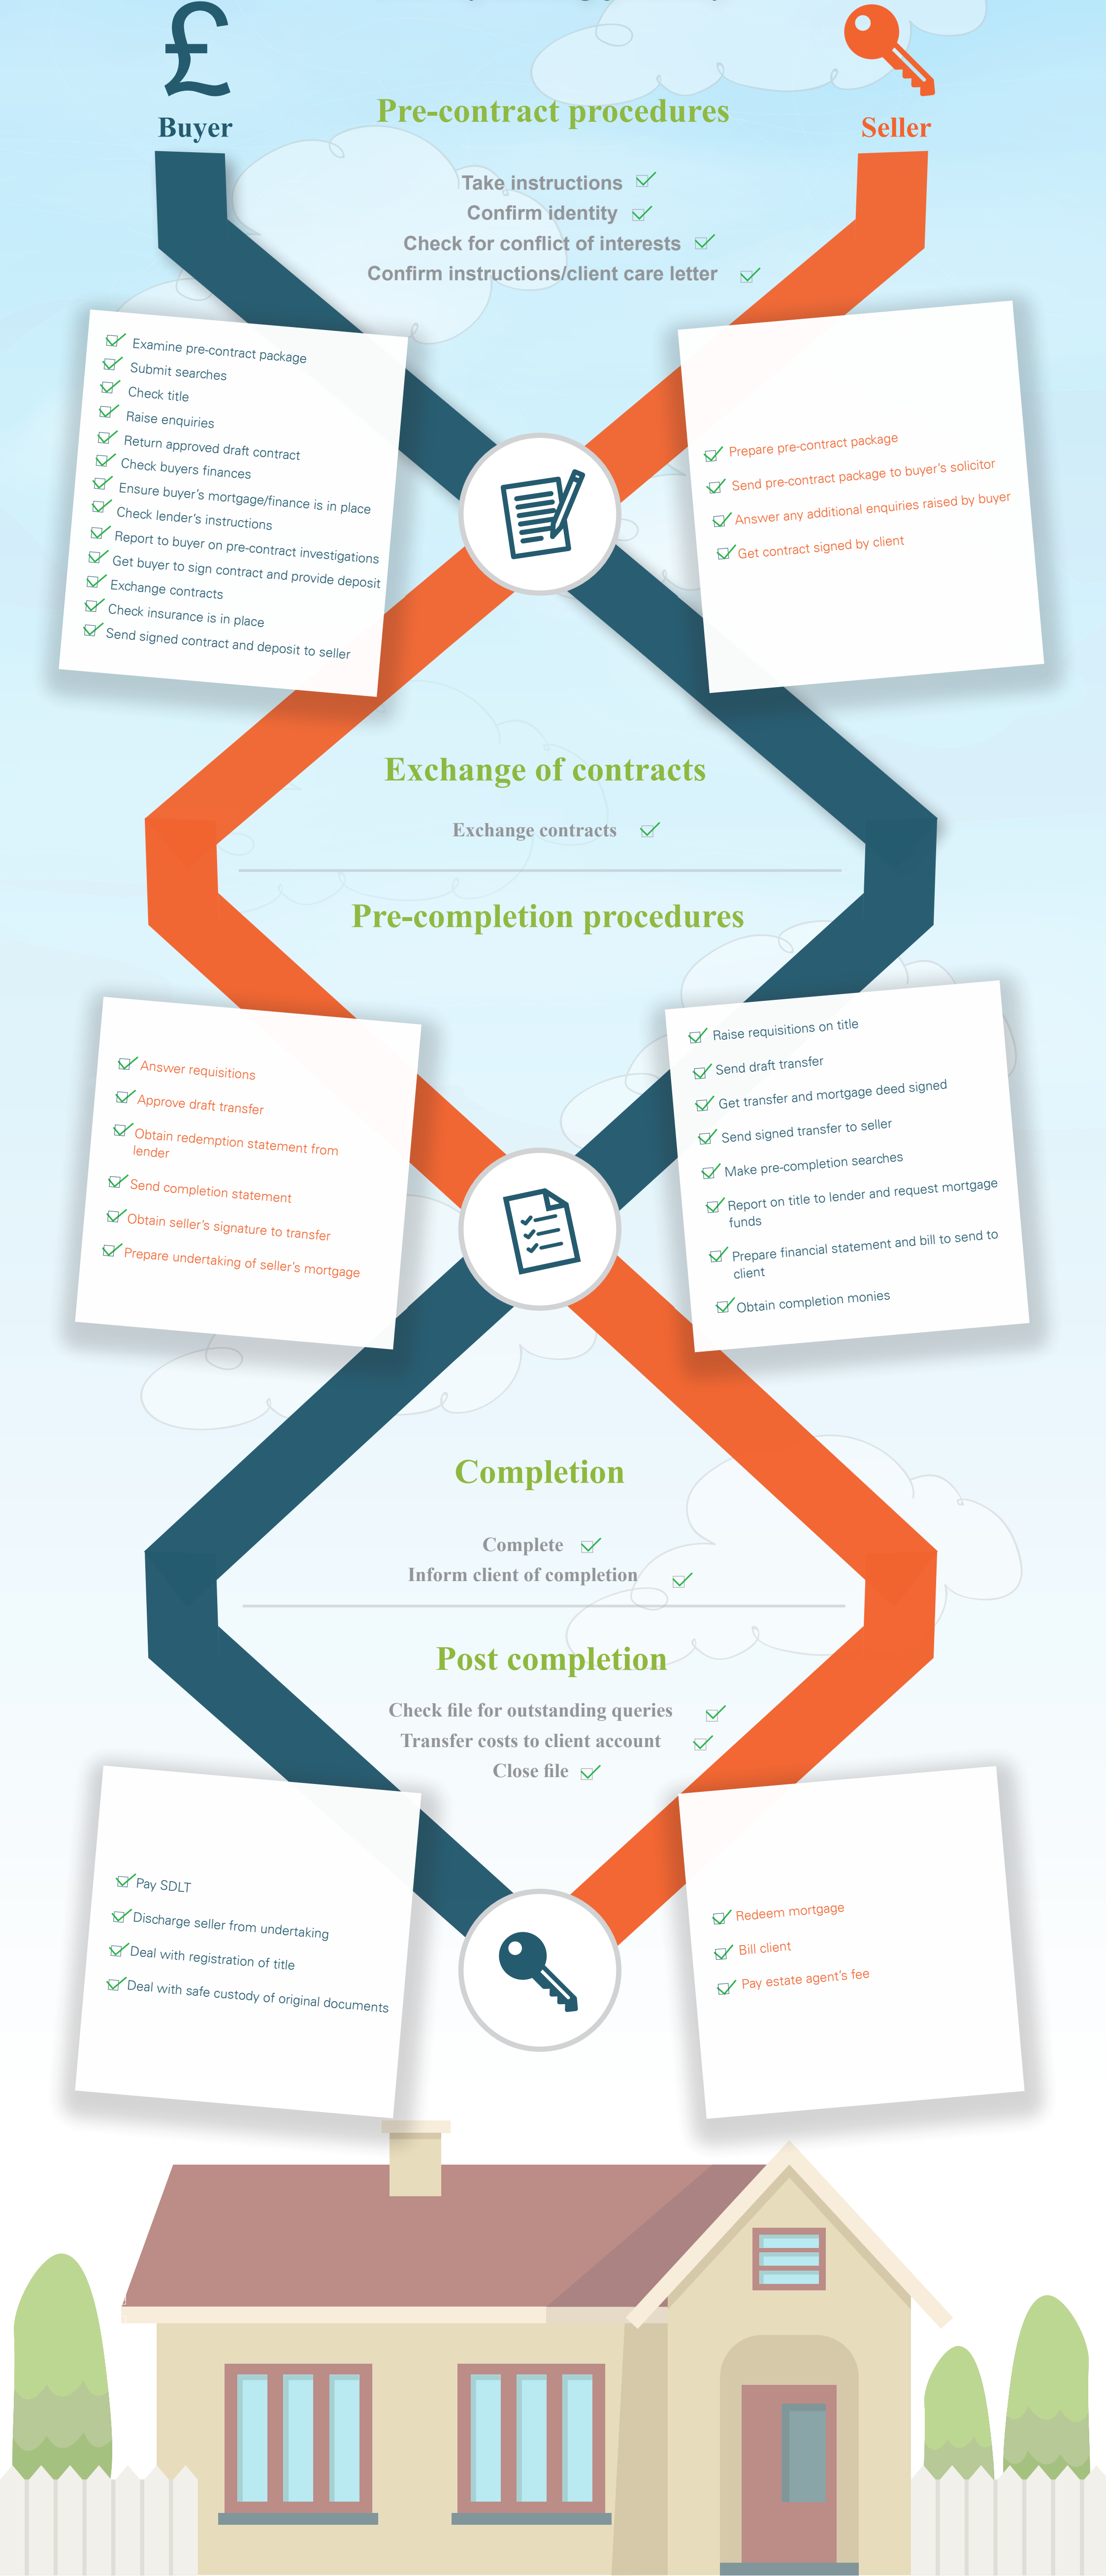 £
Buyer
Seller
Pre-contract procedures
Take instructions
Confirm identity
Check for conflict of interests
Confirm instructions/client care letter
Examine pre-contract package
Submit searches
Check title
Raise enquiries
Return approved draft contract
Check buyers finances
Ensure buyer's mortgage/finance is in place
Check lender's instructions
Report to buyer on pre-contract investigations
Get buyer to sign contract and provide deposit
Exchange contracts
Check insurance is in place
Send signed contract and deposit to seller
Prepare pre-contract package
Send pre-contract package to buyer's solicitor
Answer any additional enquiries raised by buyer
Get contract signed by client
Exchange of contracts
Exchange contracts
Pre-completion procedures
Answer requisitions
Approve draft transfer
Obtain redemption statement from
lender
Send completion statement
Obtain seller's signature to transfer
Prepare undertaking of seller's mortgage
Raise requisitions on title
Send draft transfer
Get transfer and mortgage deed signed
Send signed transfer to seller
Make pre-completion searches
Report on title to lender and request mortgage
funds
Prepare financial statement and bill to send to
client
Obtain completion monies
Completion
Complete
Inform client of completion
Post completion
Check file for outstanding queries
Transfer costs to client account
Close file
Pay SDLT
Discharge seller from undertaking
Deal with registration of title
Deal with safe custody of original documents
Redeem mortgage
Bill client
Pay estate agent's fee